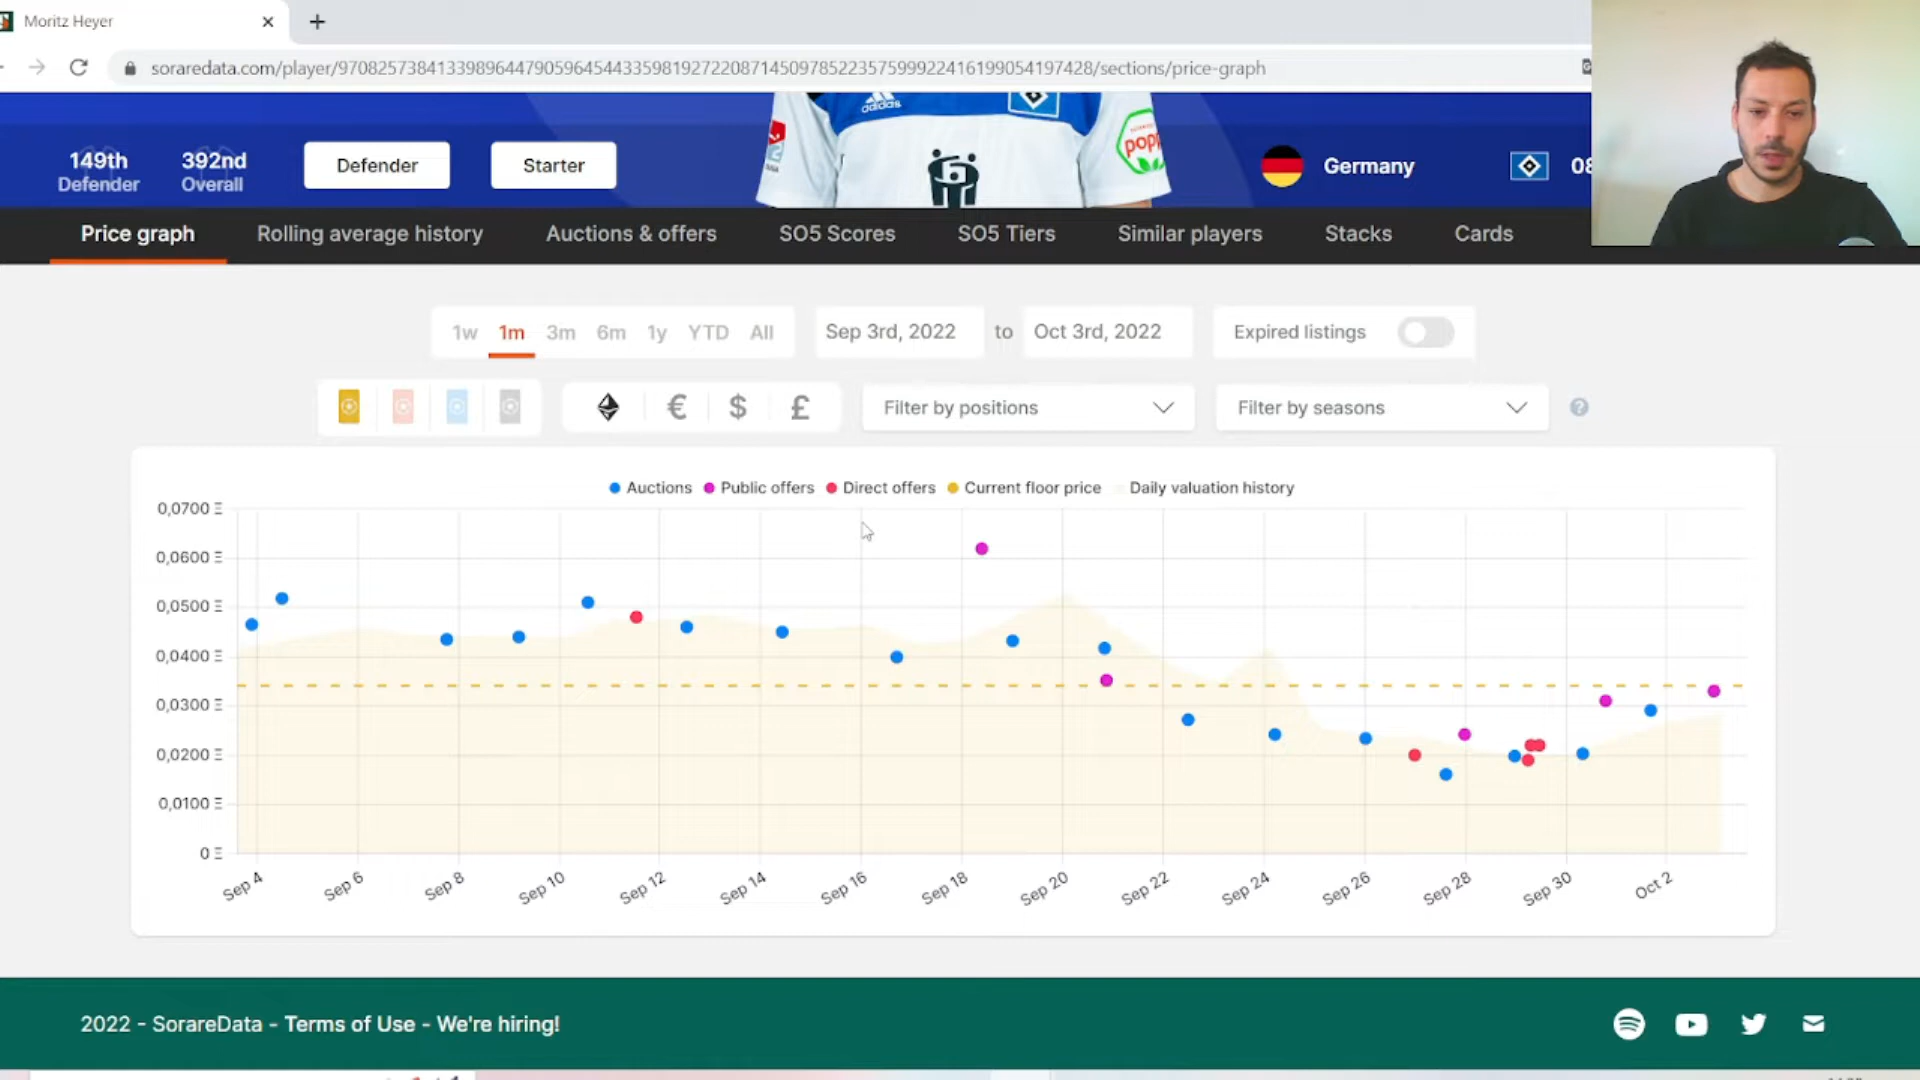 Moritz Heyer
soraredata.com/player/97082573841339896447905964544335981927220871450978522357599922416199054197428/sections/price-graph
adidas
149th
Defender
392nd
Overall
Defender
Starter
Germany
08
Price graph
Rolling average history
Auctions & offers
SO5 Scores
SO5 Tiers
Similar players
Stacks
Cards
1w 1m 3m 6m 1y YTD All
Sep 3rd, 2022 to Oct 3rd, 2022
Expired listings
€ $ £
Filter by positions
Filter by seasons
?
Auctions Public offers Direct offers Current floor price Daily valuation history
0,0700 Ξ
0,0600 Ξ
0,0500 Ξ
0,0400 Ξ
0,0300 Ξ
0,0200 Ξ
0,0100 Ξ
0 Ξ
Sep 4 Sep 6 Sep 8 Sep 10 Sep 12 Sep 14 Sep 16 Sep 18 Sep 20 Sep 22 Sep 24 Sep 26 Sep 28 Sep 30 Oct 2
2022 - SorareData - Terms of Use - We're hiring!